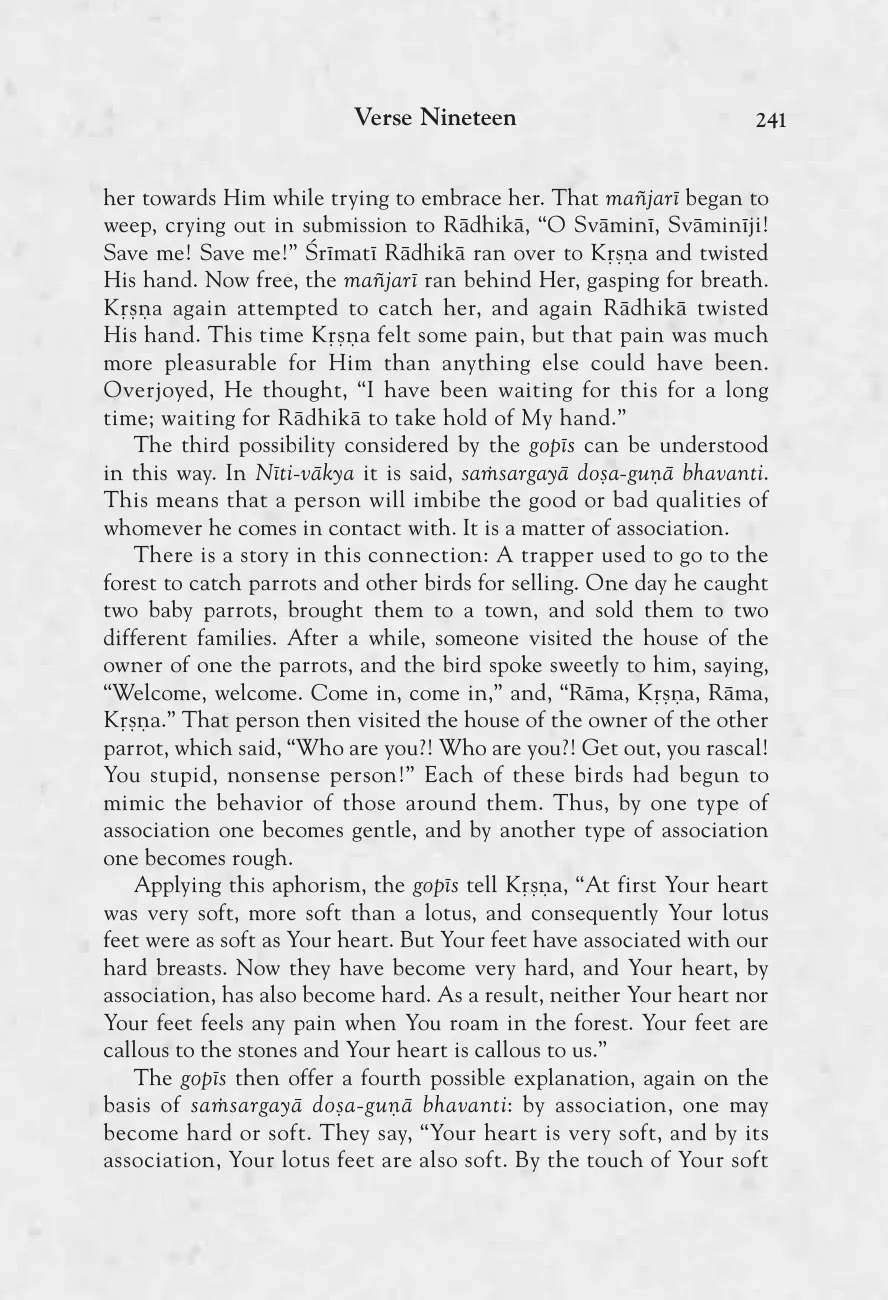 Verse Nineteen 241
her towards Him while trying to embrace her. That mañjarī began to
weep, crying out in submission to Rādhikā, “O Svāminī, Svāminīji!
Save me! Save me!” Śrīmatī Rādhikā ran over to Kṛṣṇa and twisted
His hand. Now free, the mañjarī ran behind Her, gasping for breath.
Kṛṣṇa again attempted to catch her, and again Rādhikā twisted
His hand. This time Kṛṣṇa felt some pain, but that pain was much
more pleasurable for Him than anything else could have been.
Overjoyed, He thought, “I have been waiting for this for a long
time; waiting for Rādhikā to take hold of My hand.”
The third possibility considered by the gopīs can be understood
in this way. In Nīti-vākya it is said, saṁsargayā doṣa-guṇā bhavanti.
This means that a person will imbibe the good or bad qualities of
whomever he comes in contact with. It is a matter of association.
There is a story in this connection: A trapper used to go to the
forest to catch parrots and other birds for selling. One day he caught
two baby parrots, brought them to a town, and sold them to two
different families. After a while, someone visited the house of the
owner of one the parrots, and the bird spoke sweetly to him, saying,
“Welcome, welcome. Come in, come in,” and, “Rāma, Kṛṣṇa, Rāma,
Kṛṣṇa.” That person then visited the house of the owner of the other
parrot, which said, “Who are you?! Who are you?! Get out, you rascal!
You stupid, nonsense person!” Each of these birds had begun to
mimic the behavior of those around them. Thus, by one type of
association one becomes gentle, and by another type of association
one becomes rough.
Applying this aphorism, the gopīs tell Kṛṣṇa, “At first Your heart
was very soft, more soft than a lotus, and consequently Your lotus
feet were as soft as Your heart. But Your feet have associated with our
hard breasts. Now they have become very hard, and Your heart, by
association, has also become hard. As a result, neither Your heart nor
Your feet feels any pain when You roam in the forest. Your feet are
callous to the stones and Your heart is callous to us.”
The gopīs then offer a fourth possible explanation, again on the
basis of saṁsargayā doṣa-guṇā bhavanti: by association, one may
become hard or soft. They say, “Your heart is very soft, and by its
association, Your lotus feet are also soft. By the touch of Your soft